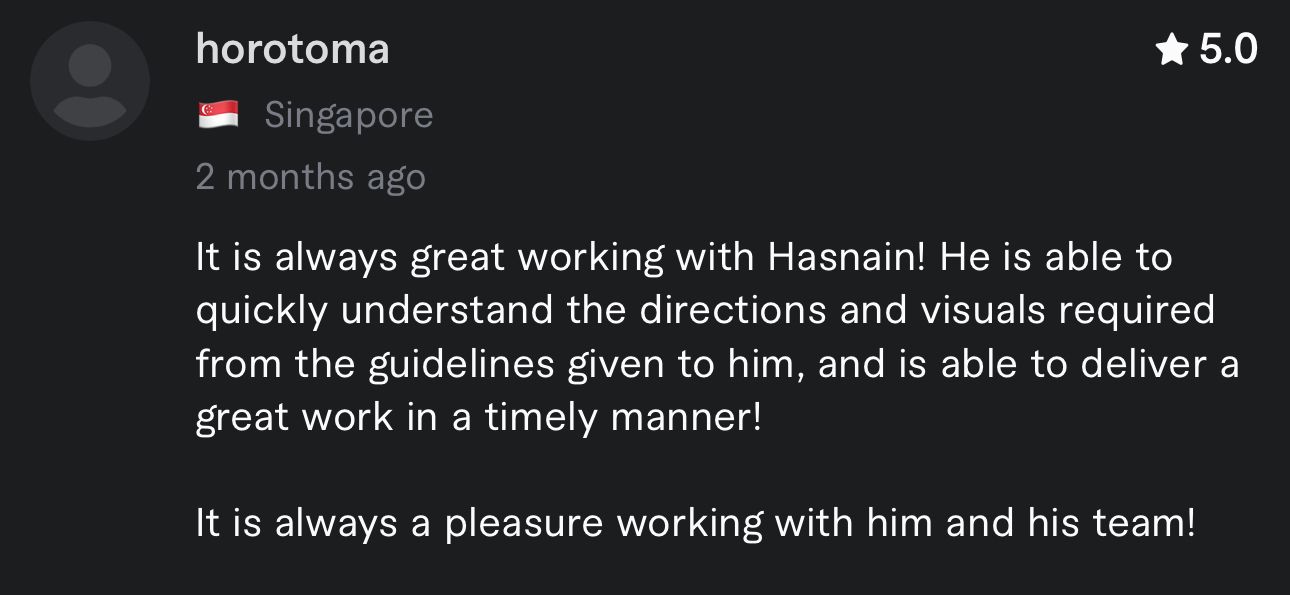 horotoma
5.0
Singapore
2 months ago
It is always great working with Hasnain! He is able to
quickly understand the directions and visuals required
from the guidelines given to him, and is able to deliver a
great work in a timely manner!
It is always a pleasure working with him and his team!